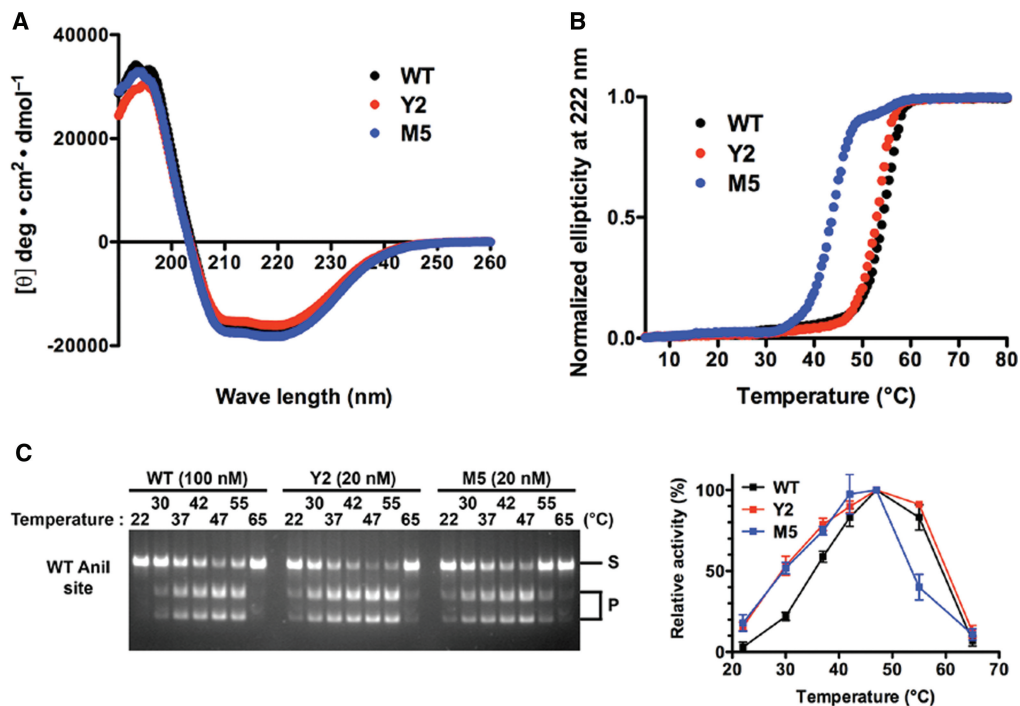 A
40000
20000
0
-20000
200 210 220 230 240 250 260
[θ] deg • cm² • dmol⁻¹
Wave length (nm)
WT
Y2
M5
B
Normalized ellipticity at 222 nm
1.0
0.5
0.0
10 20 30 40 50 60 70 80
Temperature (°C)
WT
Y2
M5
C
WT (100 nM) Y2 (20 nM) M5 (20 nM)
30 42 55 30 42 55 30 42 55
Temperature : 22 37 47 65 22 37 47 65 22 37 47 65 (°C)
WT AniI
site
S
P
Relative activity (%)
100
50
0
20 30 40 50 60 70
Temperature (°C)
WT
Y2
M5